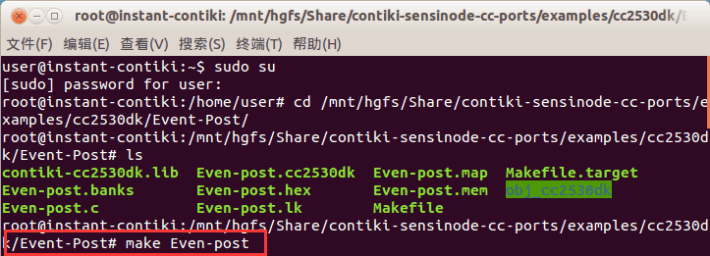 root@instant-contiki: /mnt/hgfs/Share/contiki-sensinode-cc-ports/examples/cc2530dk/
文件(F) 编辑(E) 查看(V) 搜索(S) 终端(T) 帮助(H)
user@instant-contiki:~$ sudo su
[sudo] password for user:
root@instant-contiki:/home/user# cd /mnt/hgfs/Share/contiki-sensinode-cc-ports/e
xamples/cc2530dk/Event-Post/
root@instant-contiki:/mnt/hgfs/Share/contiki-sensinode-cc-ports/examples/cc2530d
k/Event-Post# ls
contiki-cc2530dk.lib Even-post.cc2530dk Even-post.map Makefile.target
Even-post.banks Even-post.hex Even-post.mem obj_cc2530dk
Even-post.c Even-post.lk Makefile
root@instant-contiki:/mnt/hgfs/Share/contiki-sensinode-cc-ports/examples/cc2530d
k/Event-Post# make Even-post